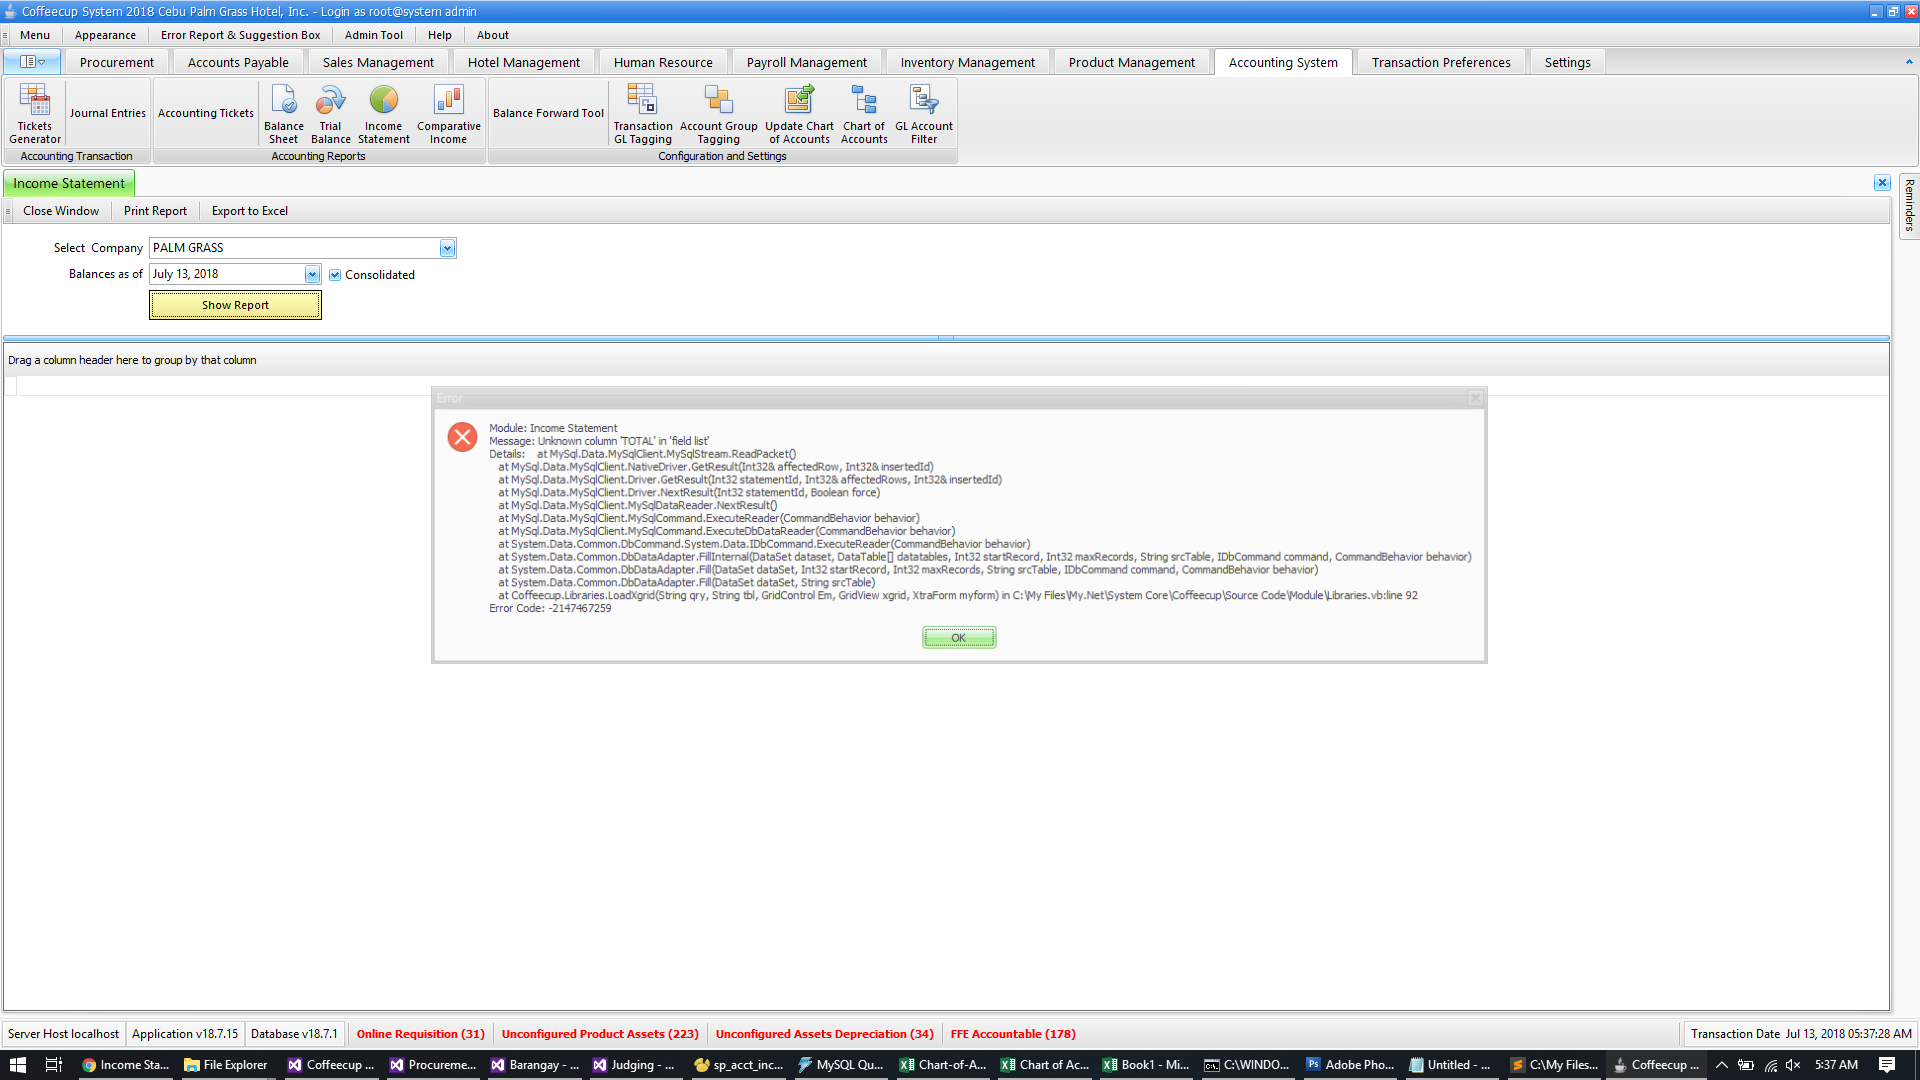 Coffeecup System 2018 Cebu Palm Grass Hotel, Inc. - Login as root@system admin
Menu Appearance Error Report & Suggestion Box Admin Tool Help About
Procurement Accounts Payable Sales Management Hotel Management Human Resource Payroll Management Inventory Management Product Management Accounting System Transaction Preferences Settings
Tickets Generator Journal Entries Accounting Tickets Balance Sheet Trial Balance Income Statement Comparative Income Balance Forward Tool Transaction GL Tagging Account Group Tagging Update Chart of Accounts Chart of Accounts GL Account Filter
Accounting Transaction Accounting Reports Configuration and Settings
Income Statement
Reminders
Close Window Print Report Export to Excel
Select Company PALM GRASS
Balances as of July 13, 2018 Consolidated
Show Report
Drag a column header here to group by that column
Error
Module: Income Statement
Message: Unknown column 'TOTAL' in 'field list'
Details: at MySql.Data.MySqlClient.MySqlStream.ReadPacket()
at MySql.Data.MySqlClient.NativeDriver.GetResult(Int32& affectedRow, Int32& insertedId)
at MySql.Data.MySqlClient.Driver.GetResult(Int32 statementId, Int32& affectedRows, Int32& insertedId)
at MySql.Data.MySqlClient.Driver.NextResult(Int32 statementId, Boolean force)
at MySql.Data.MySqlClient.MySqlDataReader.NextResult()
at MySql.Data.MySqlClient.MySqlCommand.ExecuteReader(CommandBehavior behavior)
at MySql.Data.MySqlClient.MySqlCommand.ExecuteDbDataReader(CommandBehavior behavior)
at System.Data.Common.DbCommand.System.Data.IDbCommand.ExecuteReader(CommandBehavior behavior)
at System.Data.Common.DbDataAdapter.FillInternal(DataSet dataset, DataTable[] datatables, Int32 startRecord, Int32 maxRecords, String srcTable, IDbCommand command, CommandBehavior behavior)
at System.Data.Common.DbDataAdapter.Fill(DataSet dataSet, Int32 startRecord, Int32 maxRecords, String srcTable, IDbCommand command, CommandBehavior behavior)
at System.Data.Common.DbDataAdapter.Fill(DataSet dataSet, String srcTable)
at Coffeecup.Libraries.LoadXgrid(String qry, String tbl, GridControl Em, GridView xgrid, XtraForm myform) in C:\My Files\My.Net\System Core\Coffeecup\Source Code\Module\Libraries.vb:line 92
Error Code: -2147467259
OK
Server Host localhost Application v18.7.15 Database v18.7.1 Online Requisition (31) Unconfigured Product Assets (223) Unconfigured Assets Depreciation (34) FFE Accountable (178) Transaction Date Jul 13, 2018 05:37:28 AM
Income Sta... File Explorer Coffeecup ... Procureme... Barangay - ... Judging - ... sp_acct_inc... MySQL Qu... Chart-of-A... Chart of Ac... Book1 - Mi... C:\WINDO... Adobe Pho... Untitled - ... C:\My Files... Coffeecup ... 5:37 AM